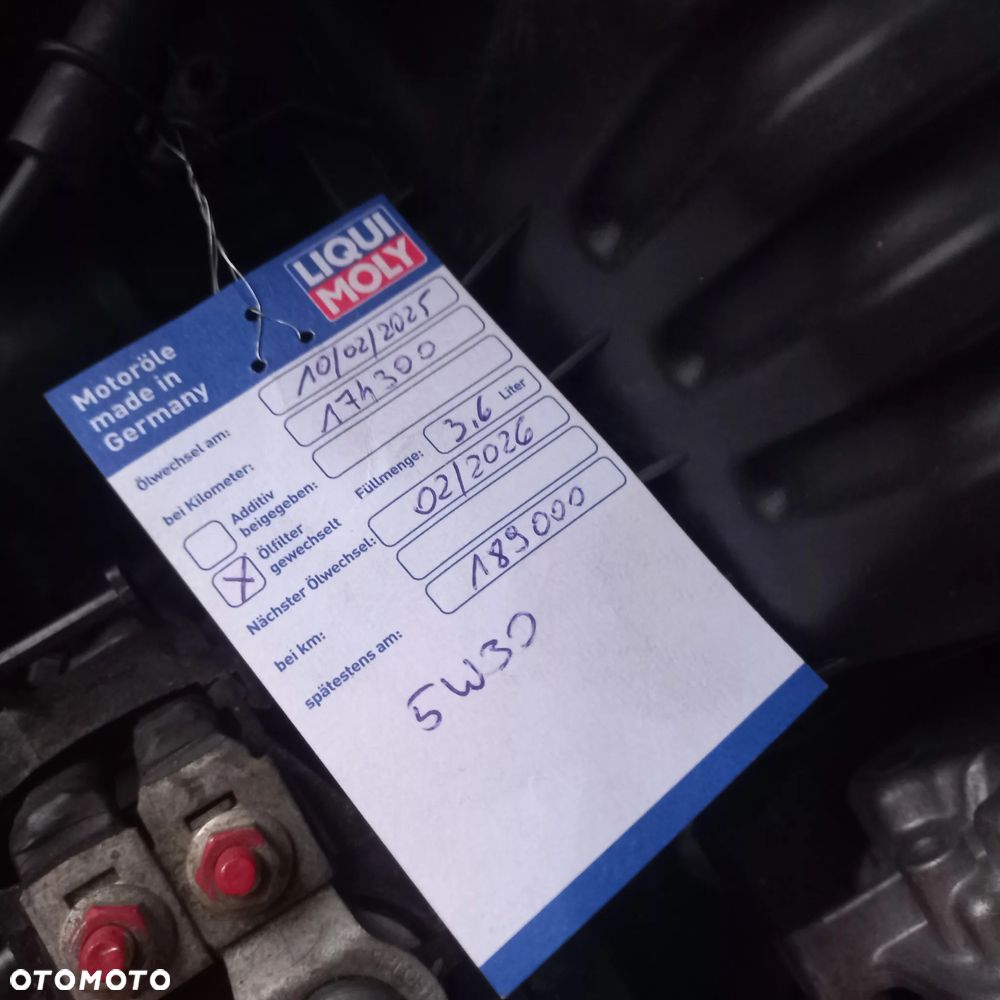 LIQUI
MOLY
Motoröle
made in
Germany
Ölwechsel am: 10/02/2025
bei Kilometer: 174300
Additiv
beigegeben:
Füllmenge: 3,6 Liter
X Ölfilter
gewechselt
Nächster Ölwechsel: 02/2026
bei km:
spätestens am: 189000
5W30
OTOMOTO